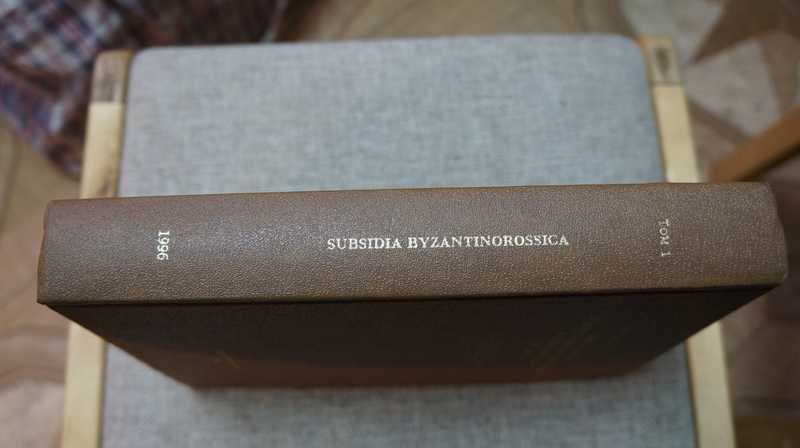 1996
SUBSIDIA BYZANTINOROSSICA
Том 1